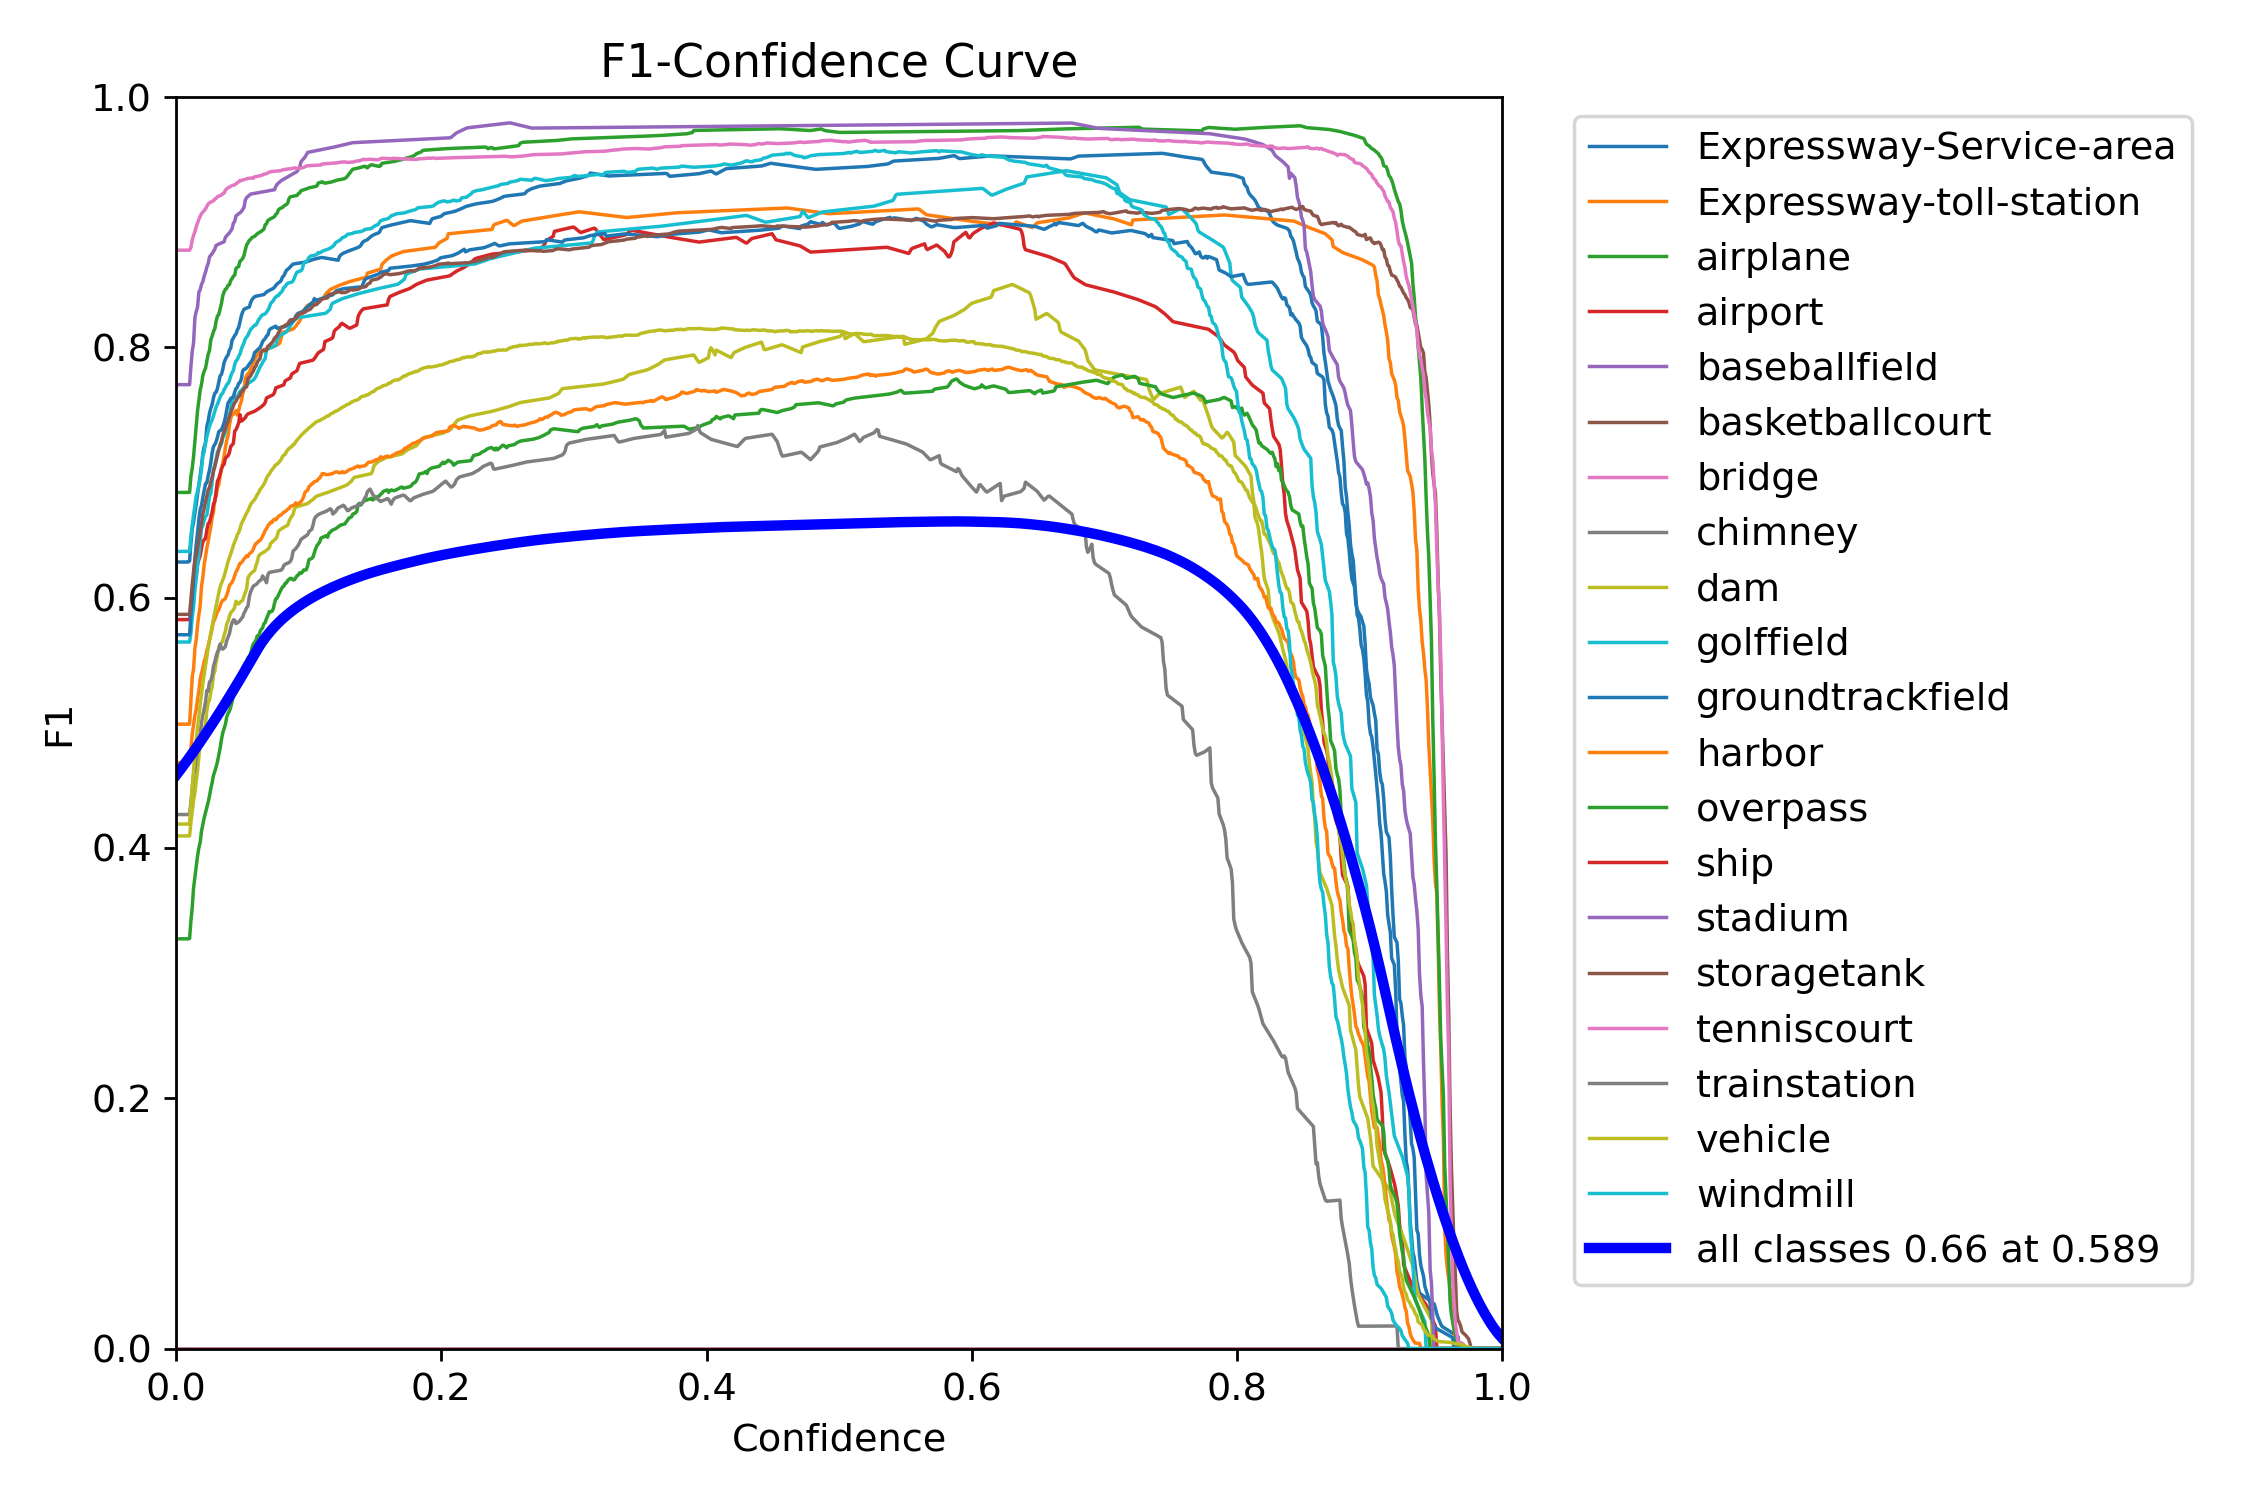 F1-Confidence Curve
1.0
0.8
0.6
0.4
0.2
0.0
F1
0.0 0.2 0.4 0.6 0.8 1.0
Confidence
Expressway-Service-area
Expressway-toll-station
airplane
airport
baseballfield
basketballcourt
bridge
chimney
dam
golffield
groundtrackfield
harbor
overpass
ship
stadium
storagetank
tenniscourt
trainstation
vehicle
windmill
all classes 0.66 at 0.589